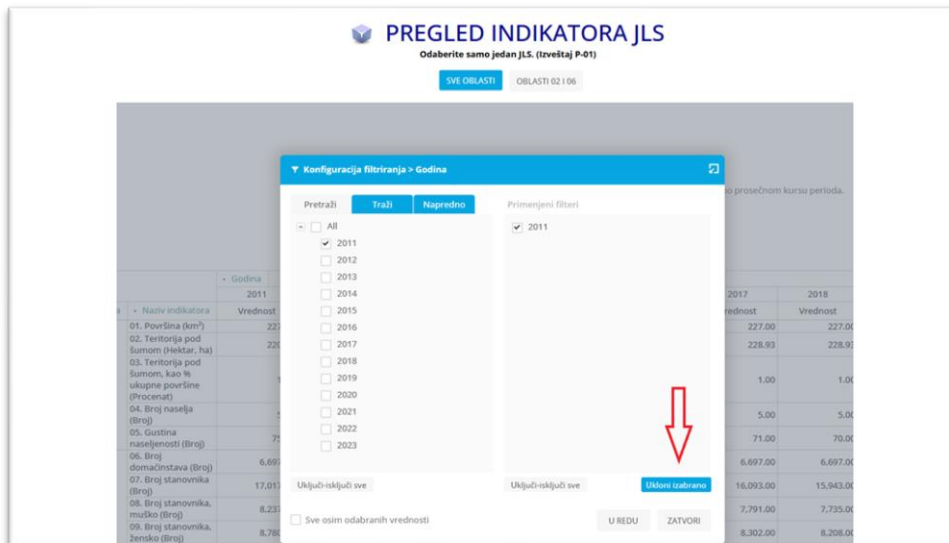 PREGLED INDIKATORA JLS
Odaberite samo jedan JLS. (Izveštaj P-01)
SVE OBLASTI OBLASTI 02 I 06
Konfiguracija filtriranja > Godina
po prosečnom kursu perioda.
Pretraži Traži Napredno Primenjeni filteri
All
2011
2012
2013
2014
2015
2016
2017
2018
2019
2020
2021
2022
2023
2011
Uključi-isključi sve Uključi-isključi sve Ukloni izabrano
Sve osim odabranih vrednosti U REDU ZATVORI
Godina
2011 2017 2018
Naziv indikatora Vrednost Vrednost
01. Površina (km²) 227.00 227.00
02. Teritorija pod
šumom (Hektar, ha) 228.93 228.93
03. Teritorija pod
šumom, kao %
ukupne površine
(Procenat) 1.00 1.00
04. Broj naselja
(Broj) 5.00 5.00
05. Gustina
naseljenosti (Broj) 71.00 70.00
06. Broj
domaćinstava (Broj) 6,697.00 6,697.00
07. Broj stanovnika
(Broj) 17,017 16,093.00 15,943.00
08. Broj stanovnika,
muško (Broj) 8,237 7,791.00 7,735.00
09. Broj stanovnika,
žensko (Broj) 8,780 8,302.00 8,208.00